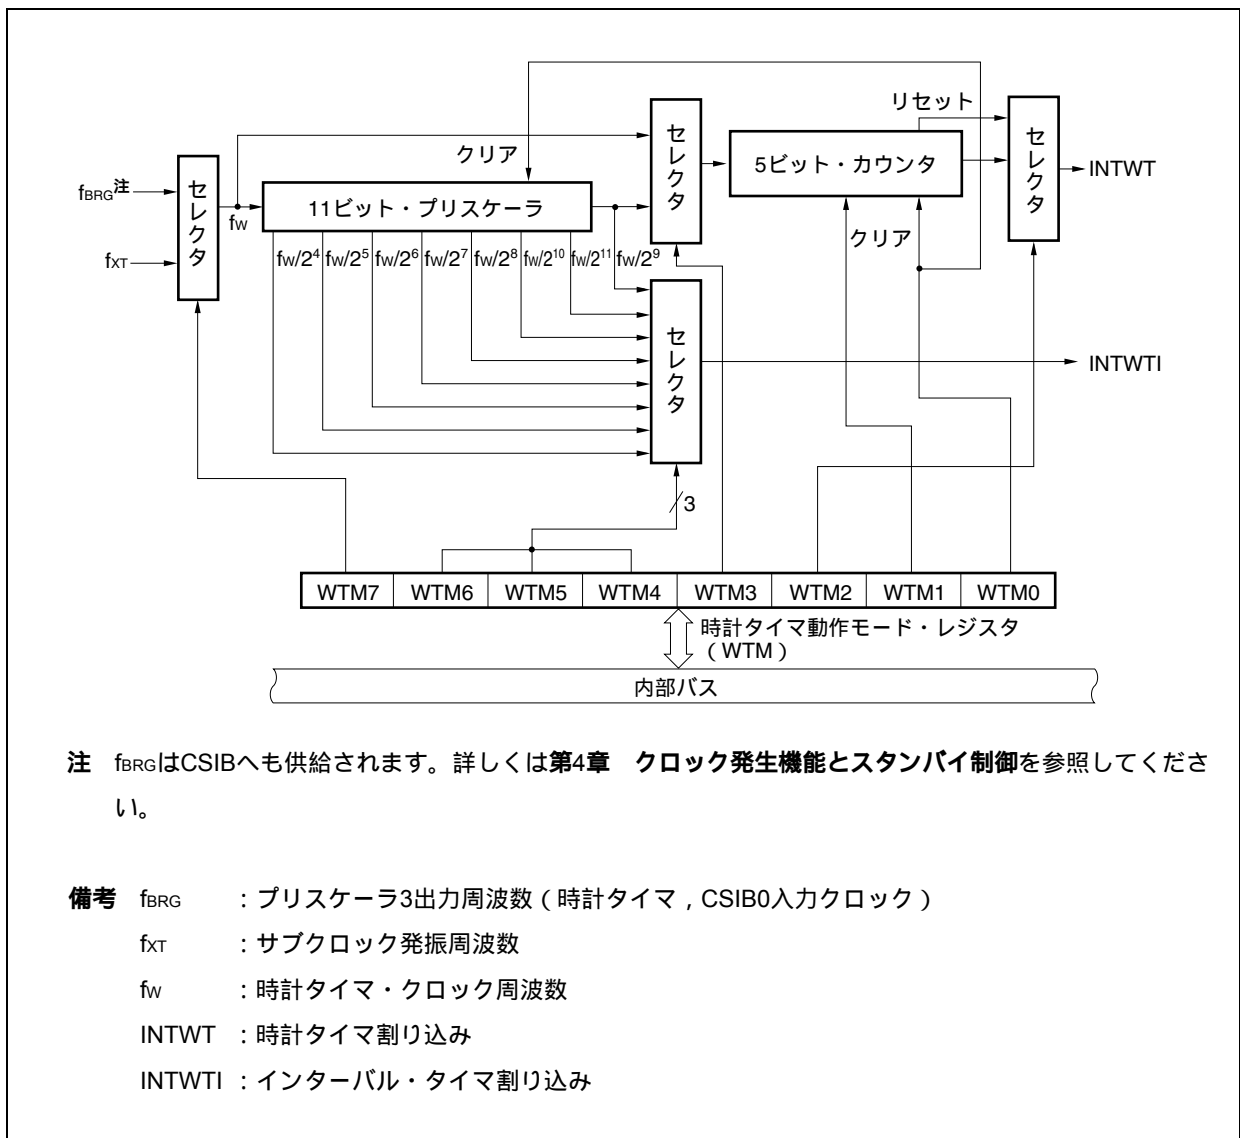 リセット
クリア
fBRG注
fXT
セレクタ
fW
11ビット・プリスケーラ
セレクタ
5ビット・カウンタ
セレクタ
INTWT
クリア
fW/2⁴ fW/2⁵ fW/2⁶ fW/2⁷ fW/2⁸ fW/2¹⁰ fW/2¹¹ fW/2⁹
セレクタ
INTWTI
3
WTM7 WTM6 WTM5 WTM4 WTM3 WTM2 WTM1 WTM0
時計タイマ動作モード・レジスタ
（WTM）
内部バス
注 fBRGはCSIBへも供給されます。詳しくは第4章 クロック発生機能とスタンバイ制御を参照してくださ
い。
備考 fBRG ：プリスケーラ3出力周波数（時計タイマ，CSIB0入力クロック）
fXT ：サブクロック発振周波数
fW ：時計タイマ・クロック周波数
INTWT ：時計タイマ割り込み
INTWTI ：インターバル・タイマ割り込み